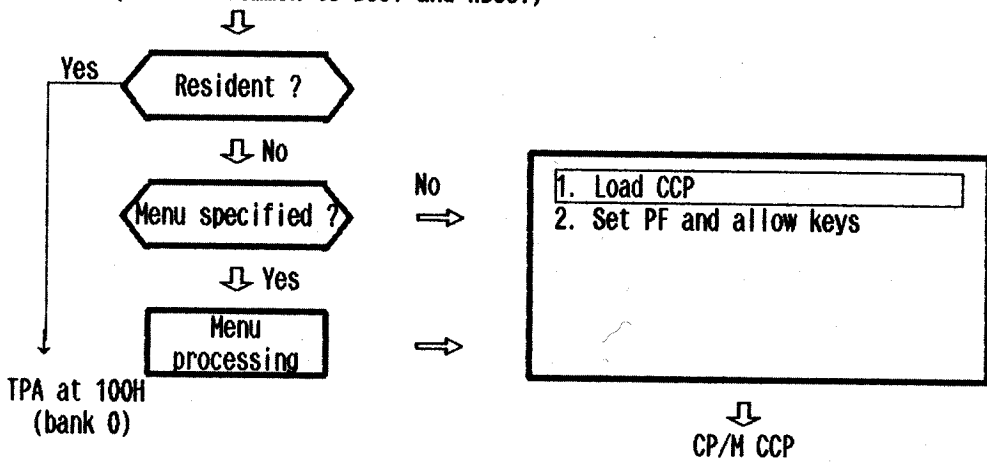 Yes
Resident ?
No
Menu specified ?
No
Yes
Menu
processing
TPA at 100H
(bank 0)
1. Load CCP
2. Set PF and allow keys
CP/M CCP